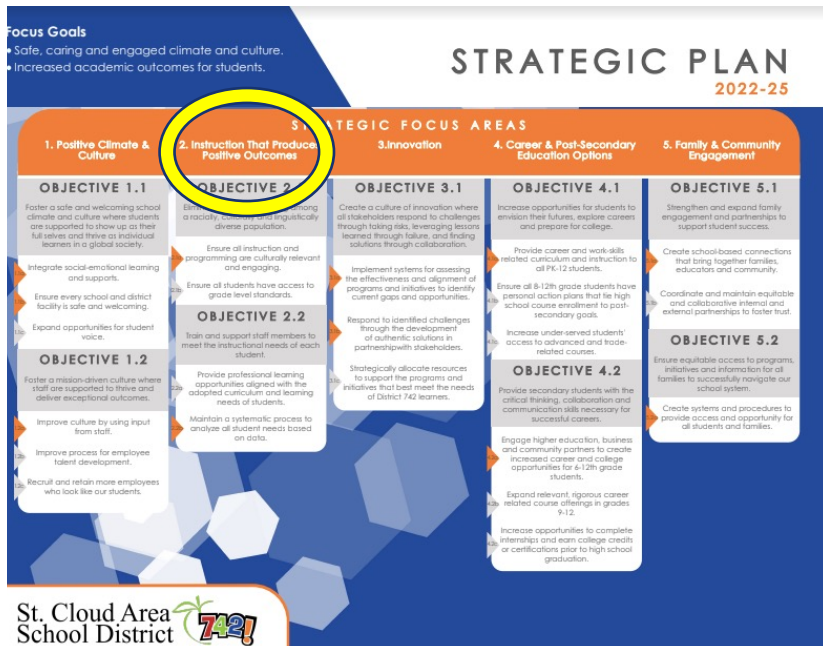 Focus Goals
• Safe, caring and engaged climate and culture.
• Increased academic outcomes for students.
STRATEGIC PLAN
2022-25
STRATEGIC FOCUS AREAS
1. Positive Climate &
Culture
OBJECTIVE 1.1
Foster a safe and welcoming school
climate and culture where students
are supported to show up as their
full selves and thrive as individual
learners in a global society.
Integrate social-emotional learning
and supports.
Ensure every school and district
facility is safe and welcoming.
Expand opportunities for student
voice.
OBJECTIVE 1.2
Foster a mission-driven culture where
staff are supported to thrive and
deliver exceptional outcomes.
Improve culture by using input
from staff.
Improve process for employee
talent development.
Recruit and retain more employees
who look like our students.
2. Instruction That Produces
Positive Outcomes
OBJECTIVE 2
among
a racially, culturally and linguistically
diverse population.
Ensure all instruction and
programming are culturally relevant
and engaging.
Ensure all students have access to
grade level standards.
OBJECTIVE 2.2
Train and support staff members to
meet the instructional needs of each
student.
Provide professional learning
opportunities aligned with the
adopted curriculum and learning
needs of students.
Maintain a systematic process to
analyze all student needs based
on data.
3.Innovation
OBJECTIVE 3.1
Create a culture of innovation where
all stakeholders respond to challenges
through taking risks, leveraging lessons
learned through failure, and finding
solutions through collaboration.
Implement systems for assessing
the effectiveness and alignment of
programs and initiatives to identify
current gaps and opportunities.
Respond to identified challenges
through the development
of authentic solutions in
partnershipwith stakeholders.
Strategically allocate resources
to support the programs and
initiatives that best meet the needs
of District 742 learners.
4. Career & Post-Secondary
Education Options
OBJECTIVE 4.1
Increase opportunities for students to
envision their futures, explore careers
and prepare for college.
Provide career and work-skills
related curriculum and instruction to
all PK-12 students.
Ensure all 8-12th grade students have
personal action plans that tie high
school course enrollment to post-
secondary goals.
Increase under-served students'
access to advanced and trade-
related courses.
OBJECTIVE 4.2
Provide secondary students with the
critical thinking, collaboration and
communication skills necessary for
successful careers.
Engage higher education, business
and community partners to create
increased career and college
opportunities for 6-12th grade
students.
Expand relevant, rigorous career
related course offerings in grades
9-12.
Increase opportunities to complete
internships and earn college credits
or certifications prior to high school
graduation.
5. Family & Community
Engagement
OBJECTIVE 5.1
Strengthen and expand family
engagement and partnerships to
support student success.
Create school-based connections
that bring together families,
educators and community.
Coordinate and maintain equitable
and collaborative internal and
external partnerships to foster trust.
OBJECTIVE 5.2
Ensure equitable access to programs,
initiatives and information for all
families to successfully navigate our
school system.
Create systems and procedures to
provide access and opportunity for
all students and families.
St. Cloud Area
School District
742!